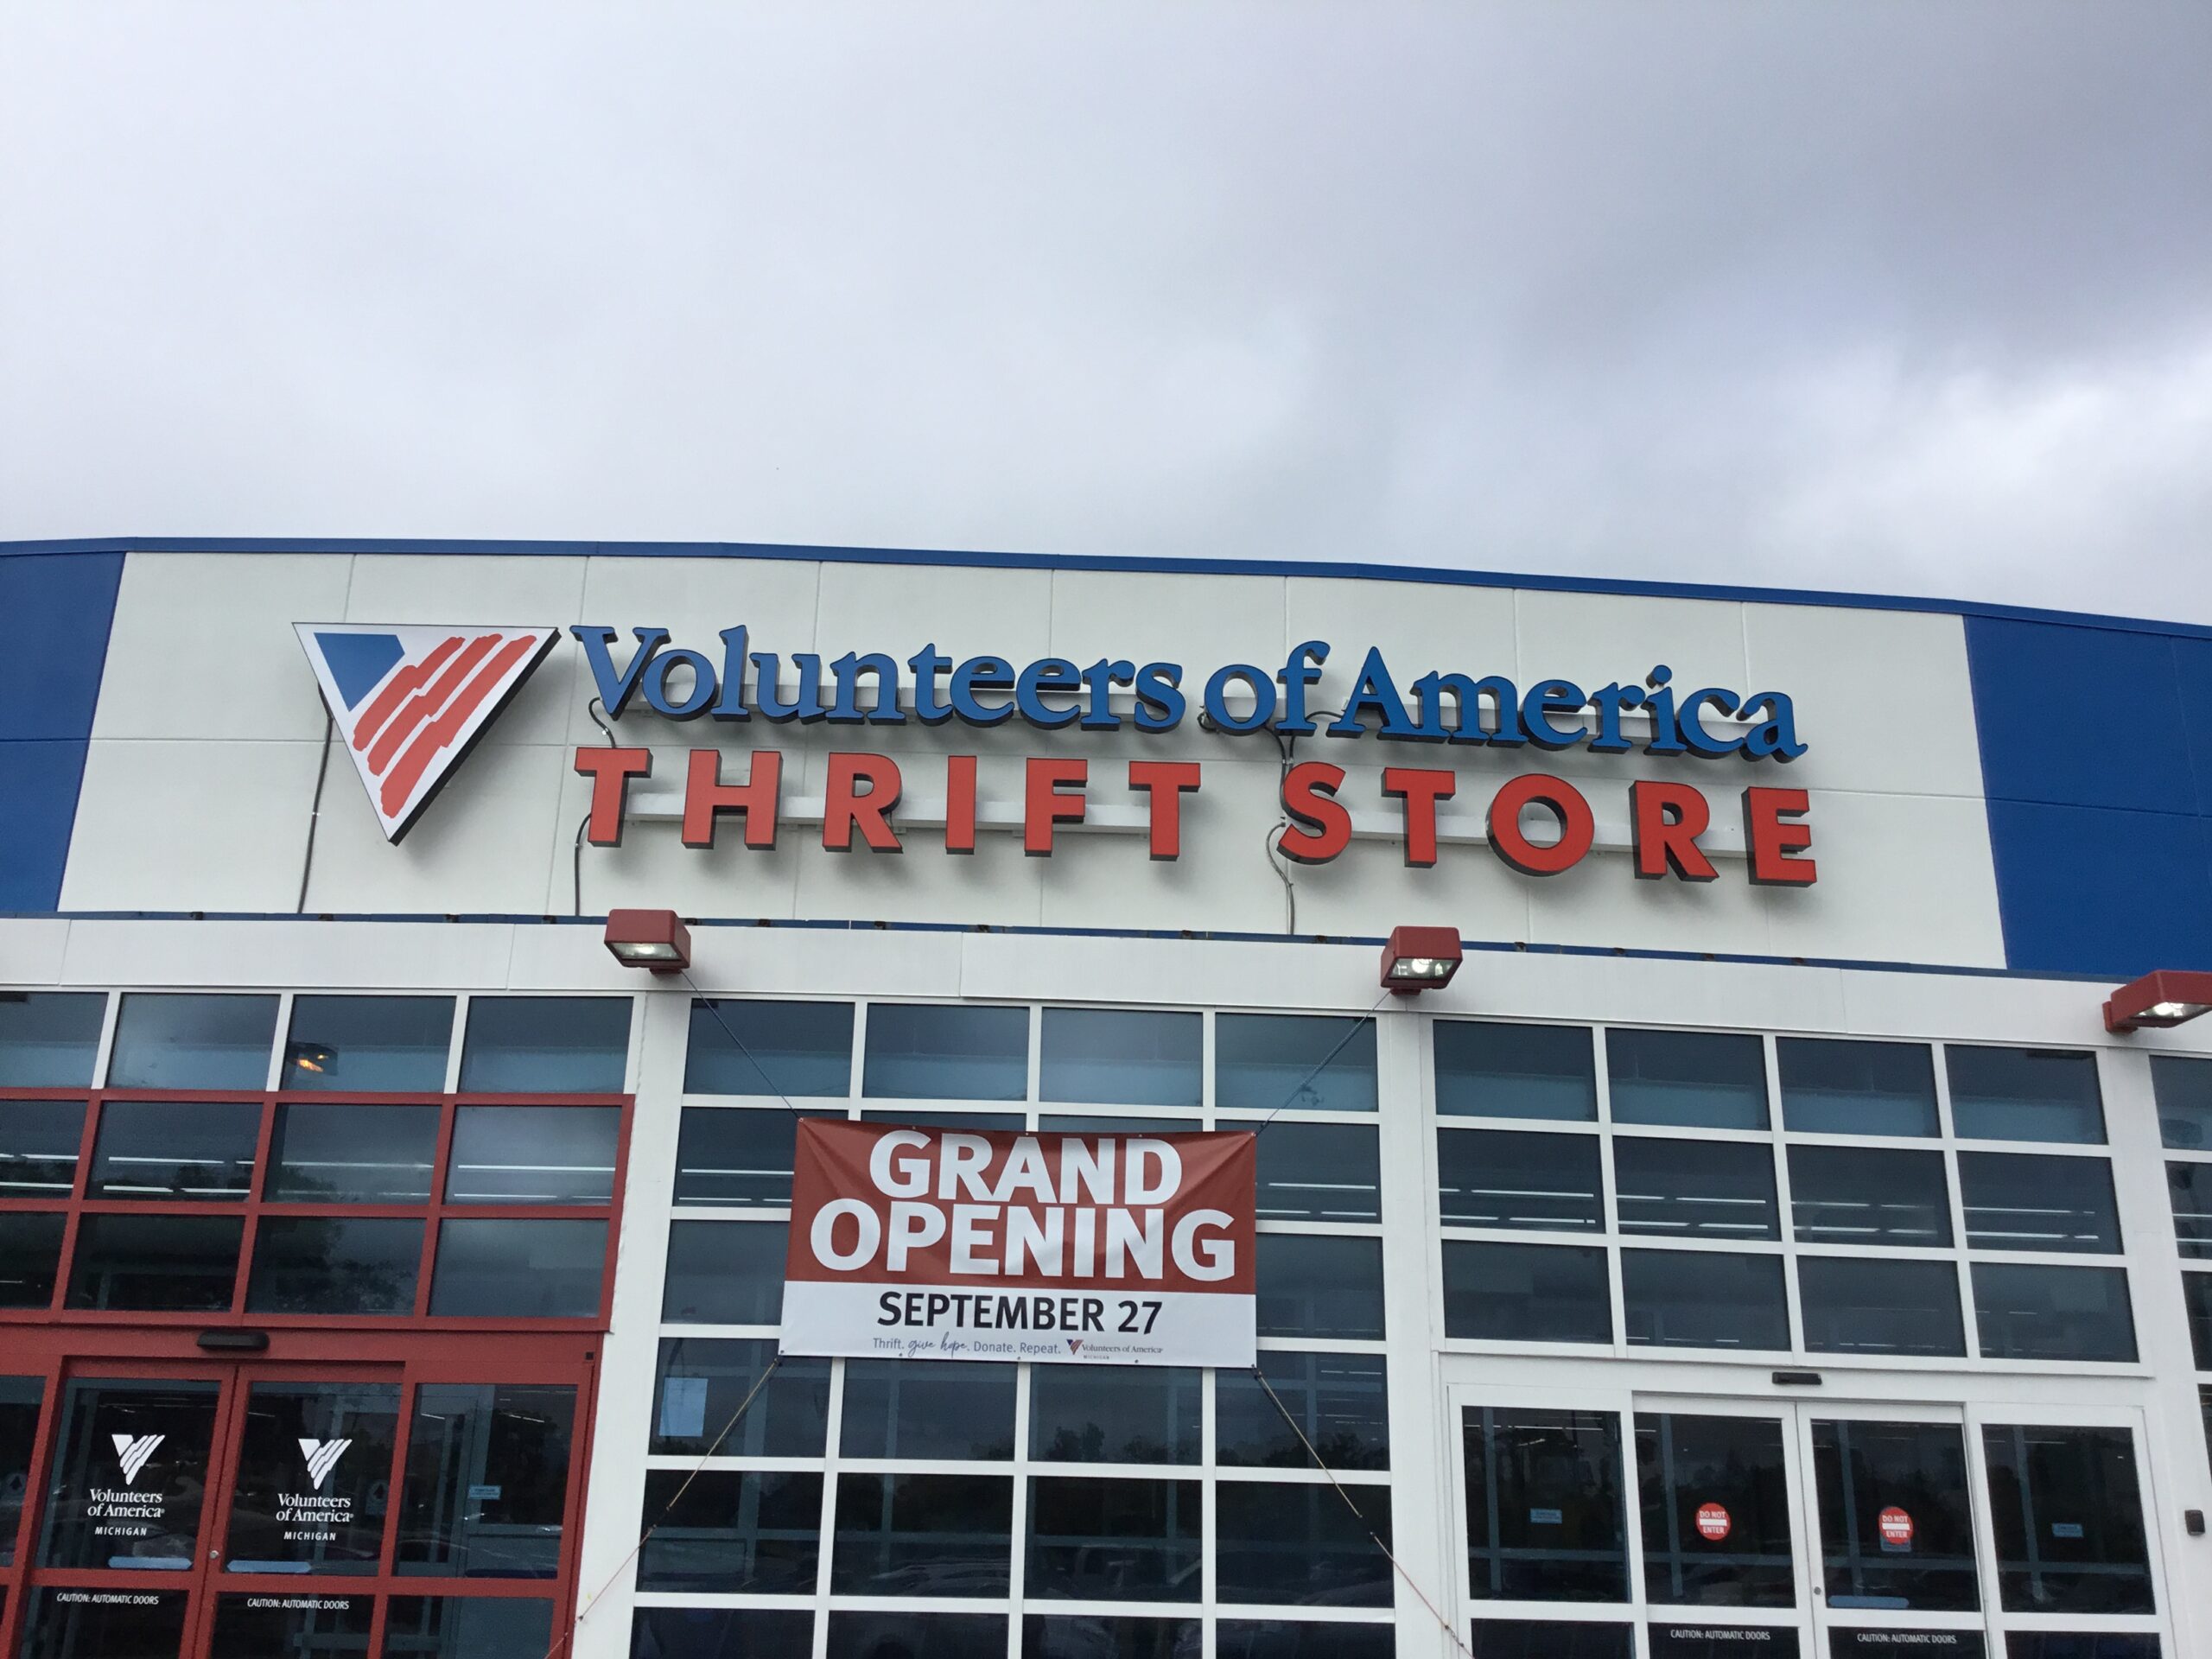 Volunteers of America
THRIFT STORE
GRAND
OPENING
SEPTEMBER 27
Thrift. give hope. Donate. Repeat. Volunteers of America
MICHIGAN
Volunteers
of America®
MICHIGAN
CAUTION: AUTOMATIC DOORS
Volunteers
of America®
MICHIGAN
CAUTION: AUTOMATIC DOORS
DO NOT
ENTER
CAUTION: AUTOMATIC DOORS
DO NOT
ENTER
CAUTION: AUTOMATIC DOORS